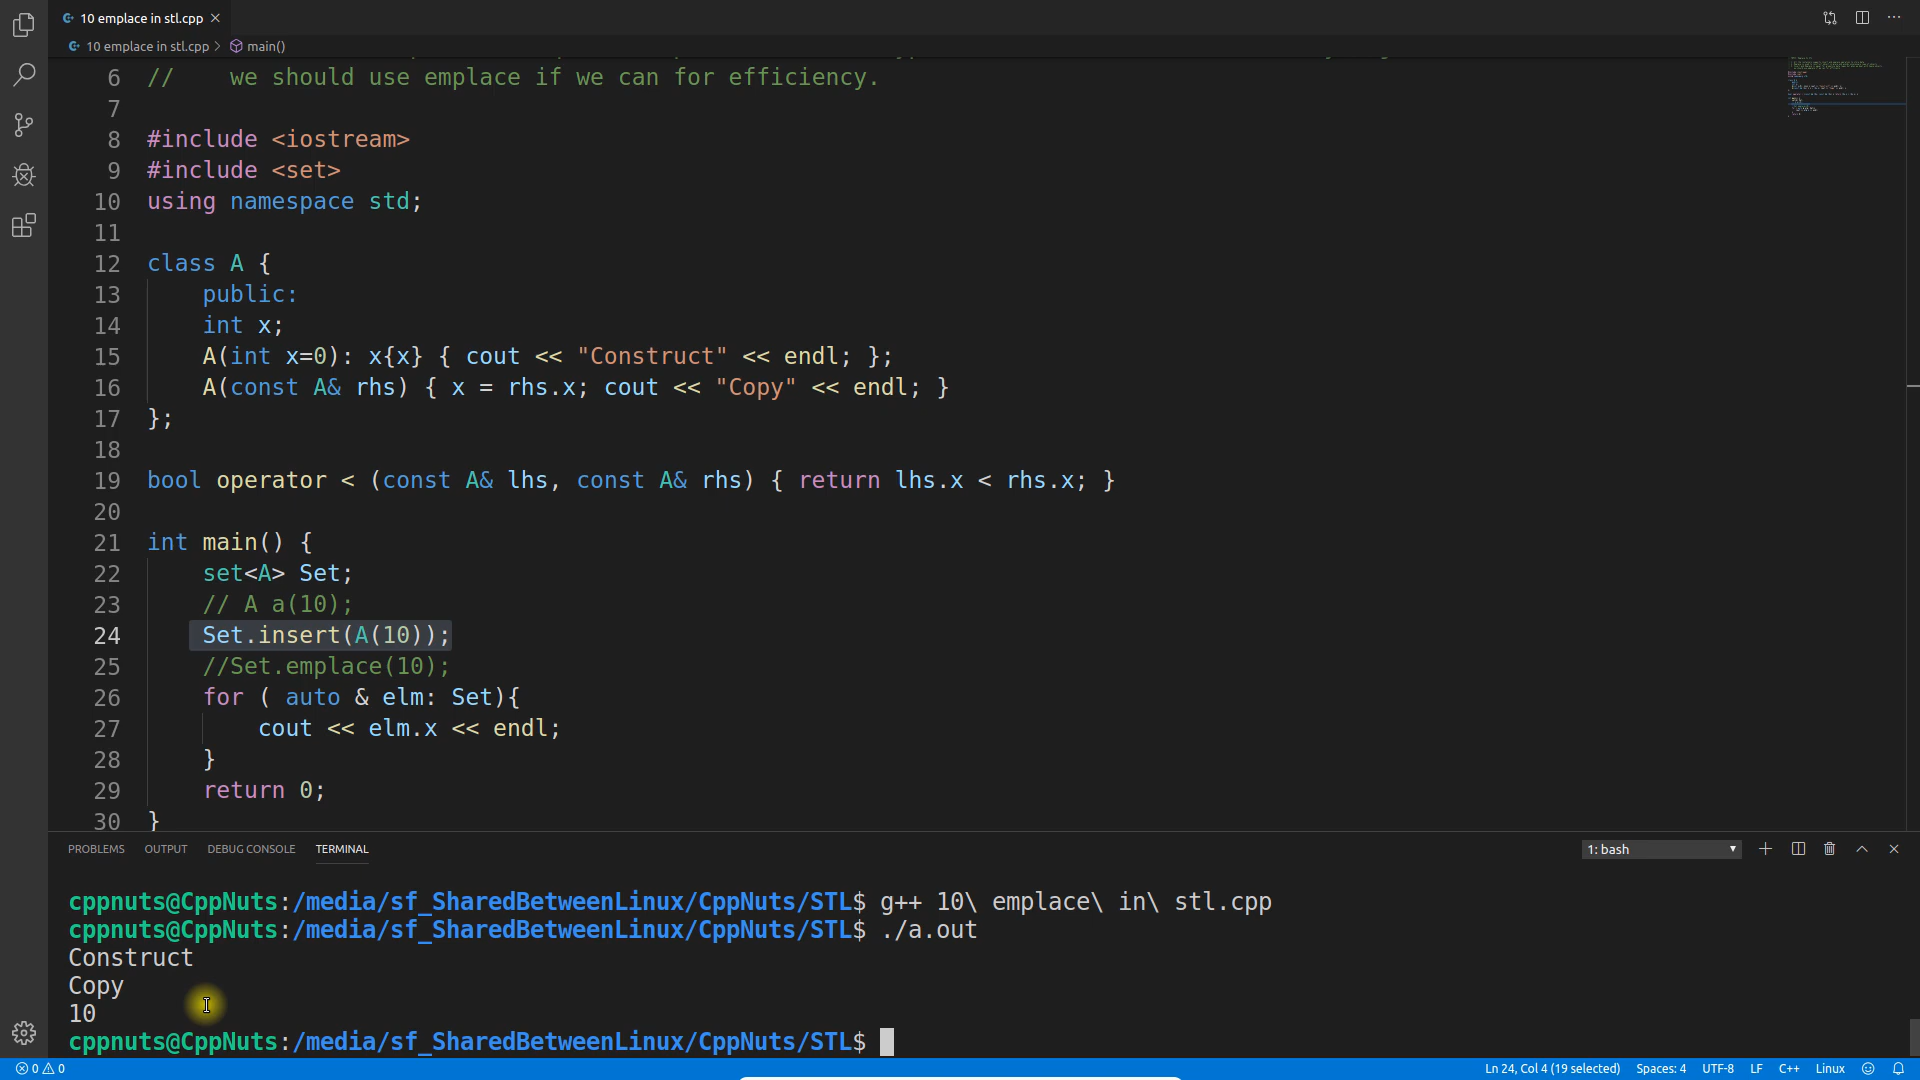 10 emplace in stl.cpp
10 emplace in stl.cpp > main()
6 // we should use emplace if we can for efficiency.
7
8 #include <iostream>
9 #include <set>
10 using namespace std;
11
12 class A {
13 public:
14 int x;
15 A(int x=0): x{x} { cout << "Construct" << endl; };
16 A(const A& rhs) { x = rhs.x; cout << "Copy" << endl; }
17 };
18
19 bool operator < (const A& lhs, const A& rhs) { return lhs.x < rhs.x; }
20
21 int main() {
22 set<A> Set;
23 // A a(10);
24 Set.insert(A(10));
25 //Set.emplace(10);
26 for ( auto & elm: Set){
27 cout << elm.x << endl;
28 }
29 return 0;
30 }
PROBLEMS OUTPUT DEBUG CONSOLE TERMINAL 1: bash
cppnuts@CppNuts:/media/sf_SharedBetweenLinux/CppNuts/STL$ g++ 10\ emplace\ in\ stl.cpp
cppnuts@CppNuts:/media/sf_SharedBetweenLinux/CppNuts/STL$ ./a.out
Construct
Copy
10
cppnuts@CppNuts:/media/sf_SharedBetweenLinux/CppNuts/STL$
0 0 Ln 24, Col 4 (19 selected) Spaces: 4 UTF-8 LF C++ Linux